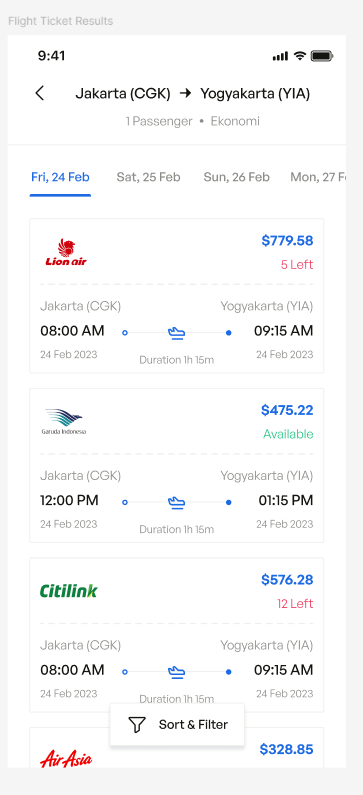 Flight Ticket Results
9:41
Jakarta (CGK) → Yogyakarta (YIA)
1 Passenger • Ekonomi
Fri, 24 Feb Sat, 25 Feb Sun, 26 Feb Mon, 27 F
Lion air
$779.58
5 Left
Jakarta (CGK) Yogyakarta (YIA)
08:00 AM 09:15 AM
24 Feb 2023 Duration 1h 15m 24 Feb 2023
Garuda Indonesia
$475.22
Available
Jakarta (CGK) Yogyakarta (YIA)
12:00 PM 01:15 PM
24 Feb 2023 Duration 1h 15m 24 Feb 2023
Citilink
$576.28
12 Left
Jakarta (CGK) Yogyakarta (YIA)
08:00 AM 09:15 AM
24 Feb 2023 Duration 1h 15m 24 Feb 2023
Sort & Filter
AirAsia $328.85